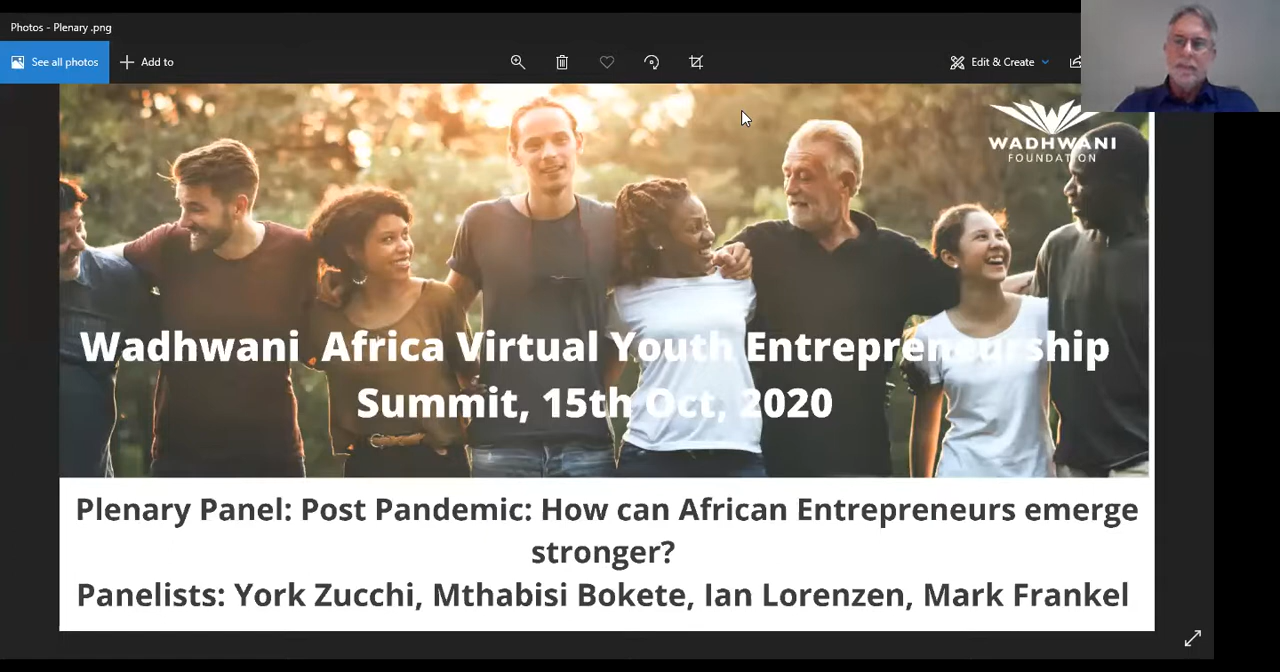 Photos - Plenary .png
See all photos
Add to
Edit & Create
WADHWANI
FOUNDATION
Wadhwani Africa Virtual Youth Entrepreneurship
Summit, 15th Oct, 2020
Plenary Panel: Post Pandemic: How can African Entrepreneurs emerge
stronger?
Panelists: York Zucchi, Mthabisi Bokete, Ian Lorenzen, Mark Frankel